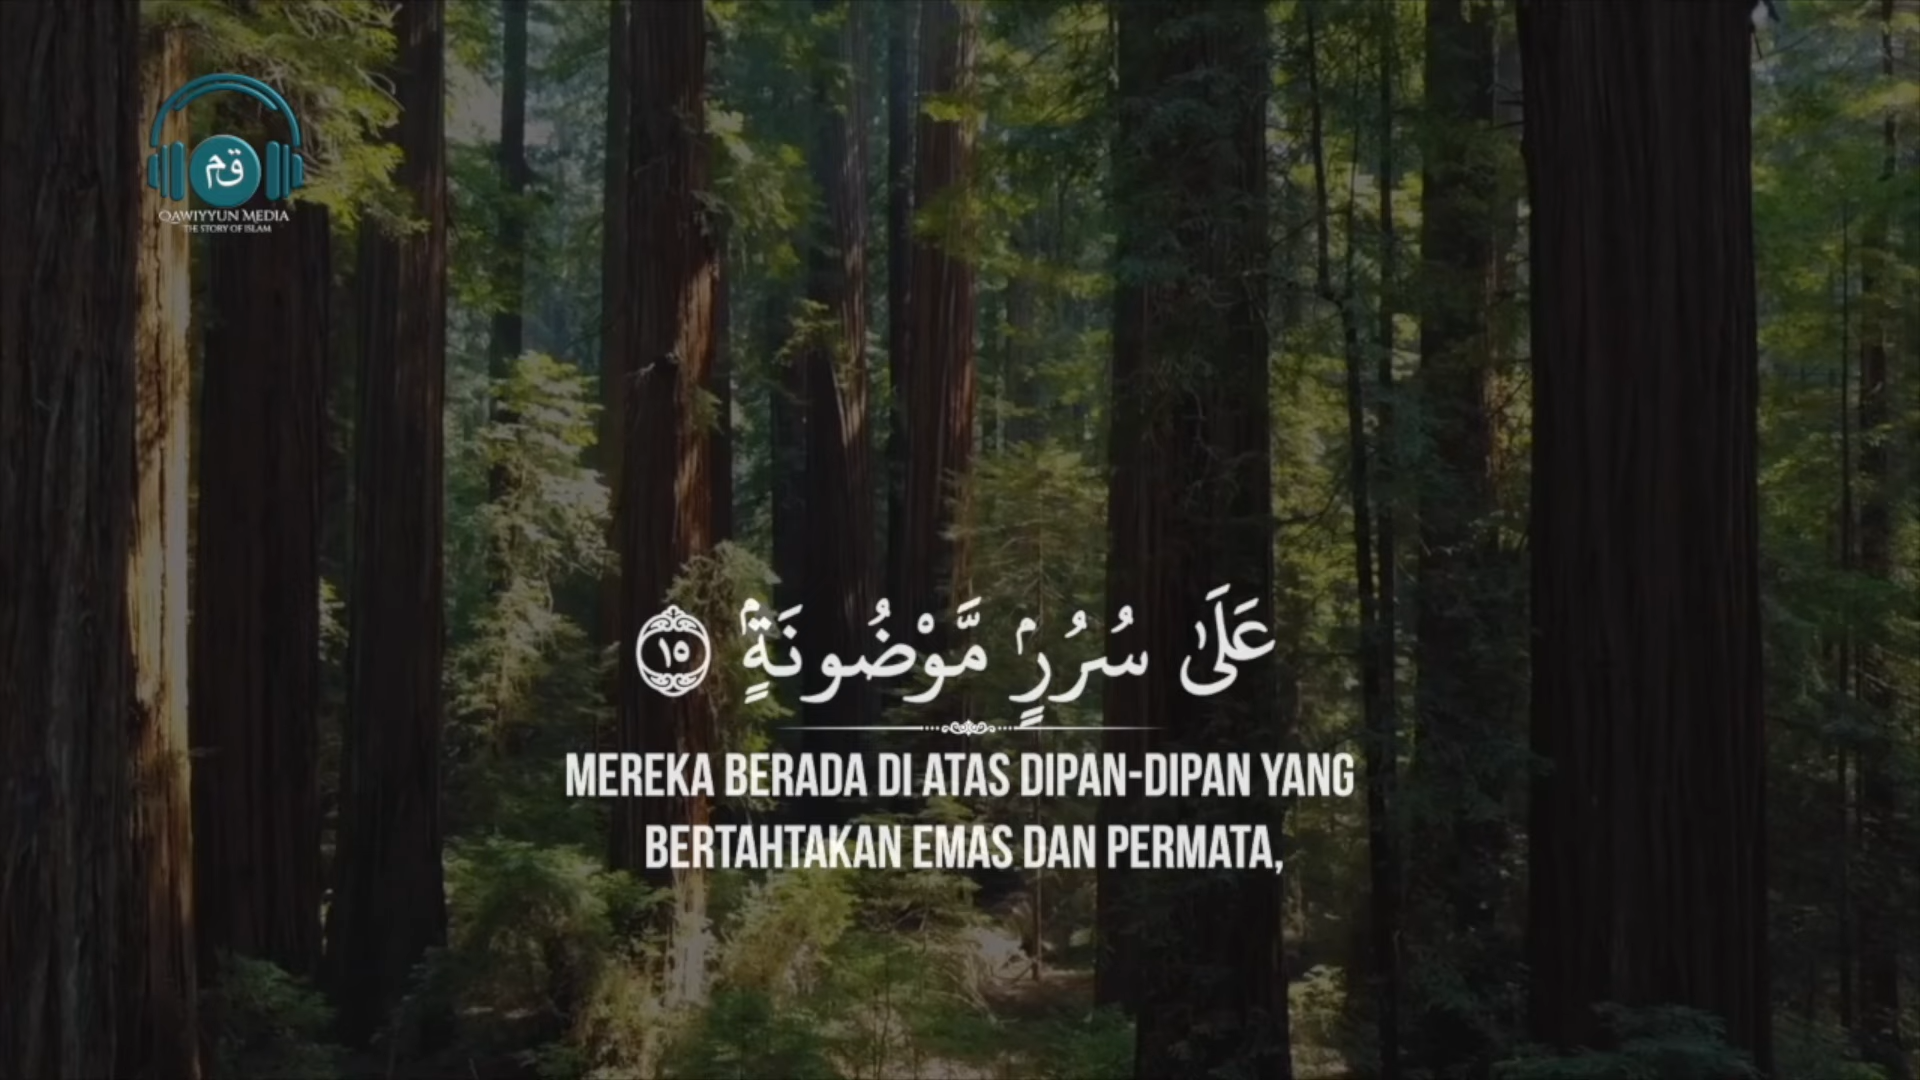 قم
QAWIYYUN MEDIA
THE STORY OF ISLAM
عَلَىٰ سُرُرٍۢ مَّوْضُونَةٍۢ ١٥
MEREKA BERADA DI ATAS DIPAN-DIPAN YANG
BERTAHTAKAN EMAS DAN PERMATA,